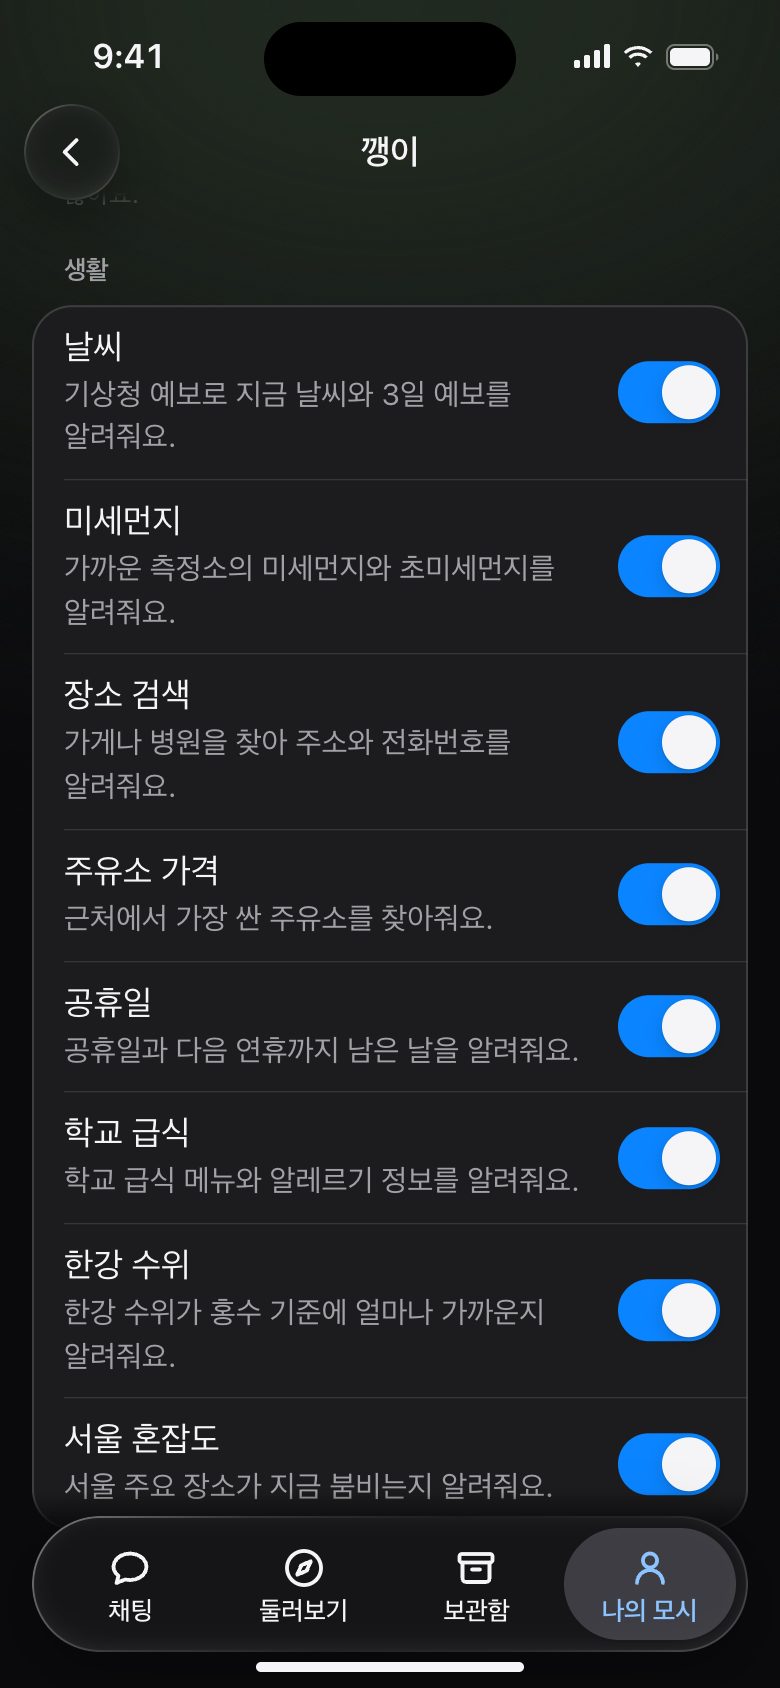 9:41
깽이
생활
날씨
기상청 예보로 지금 날씨와 3일 예보를
알려줘요.
미세먼지
가까운 측정소의 미세먼지와 초미세먼지를
알려줘요.
장소 검색
가게나 병원을 찾아 주소와 전화번호를
알려줘요.
주유소 가격
근처에서 가장 싼 주유소를 찾아줘요.
공휴일
공휴일과 다음 연휴까지 남은 날을 알려줘요.
학교 급식
학교 급식 메뉴와 알레르기 정보를 알려줘요.
한강 수위
한강 수위가 홍수 기준에 얼마나 가까운지
알려줘요.
서울 혼잡도
서울 주요 장소가 지금 붐비는지 알려줘요.
채팅
둘러보기
보관함
나의 모시